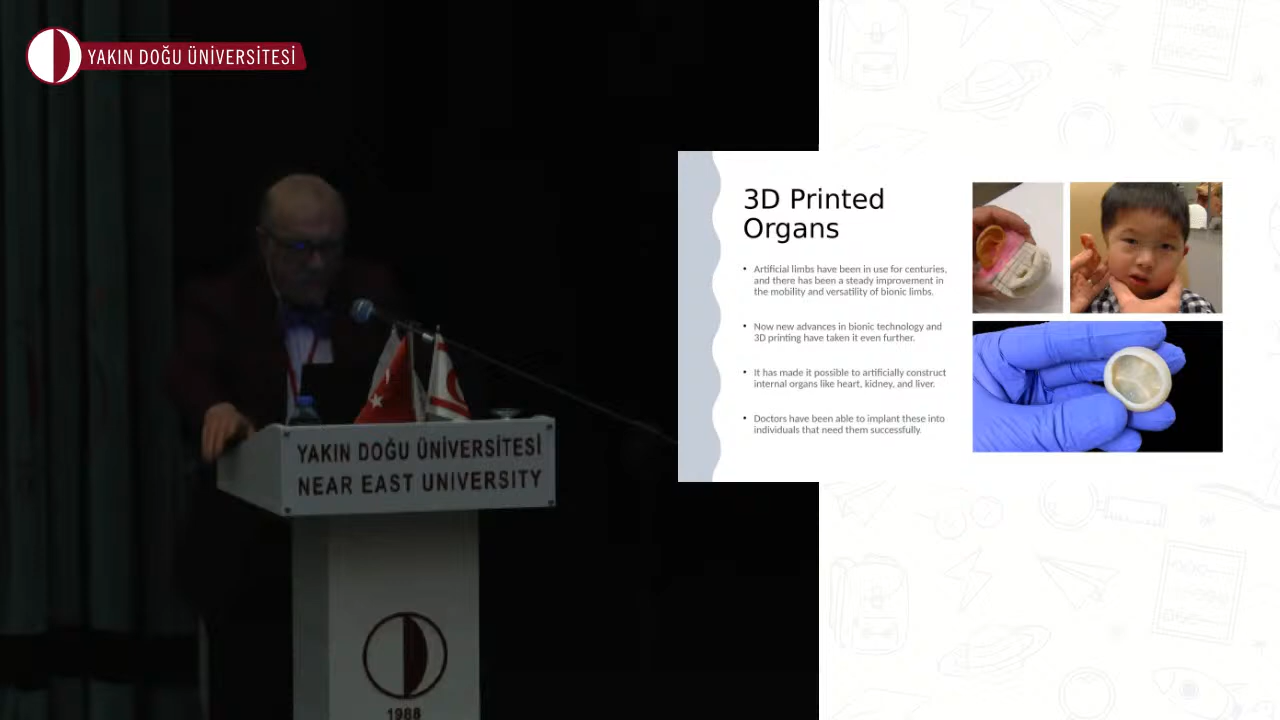 YAKIN DOĞU ÜNİVERSİTESİ
3D Printed
Organs
• Artificial limbs have been in use for centuries,
and there has been a steady improvement in
the mobility and versatility of bionic limbs.
• Now new advances in bionic technology and
3D printing have taken it even further.
• It has made it possible to artificially construct
internal organs like heart, kidney, and liver.
• Doctors have been able to implant these into
individuals that need them successfully.
YAKIN DOĞU ÜNİVERSİTESİ
NEAR EAST UNIVERSITY
1988